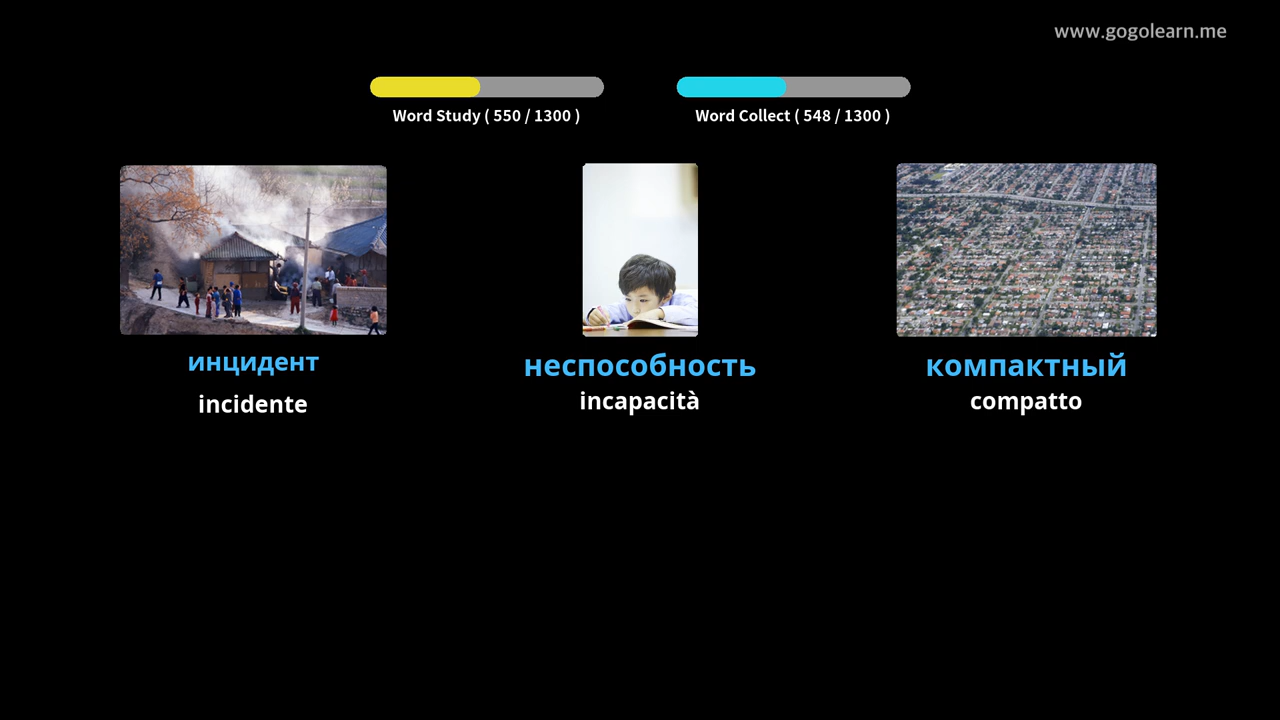 www.gogolearn.me
Word Study ( 550 / 1300 )
Word Collect ( 548 / 1300 )
инцидент
incidente
неспособность
incapacità
компактный
compatto